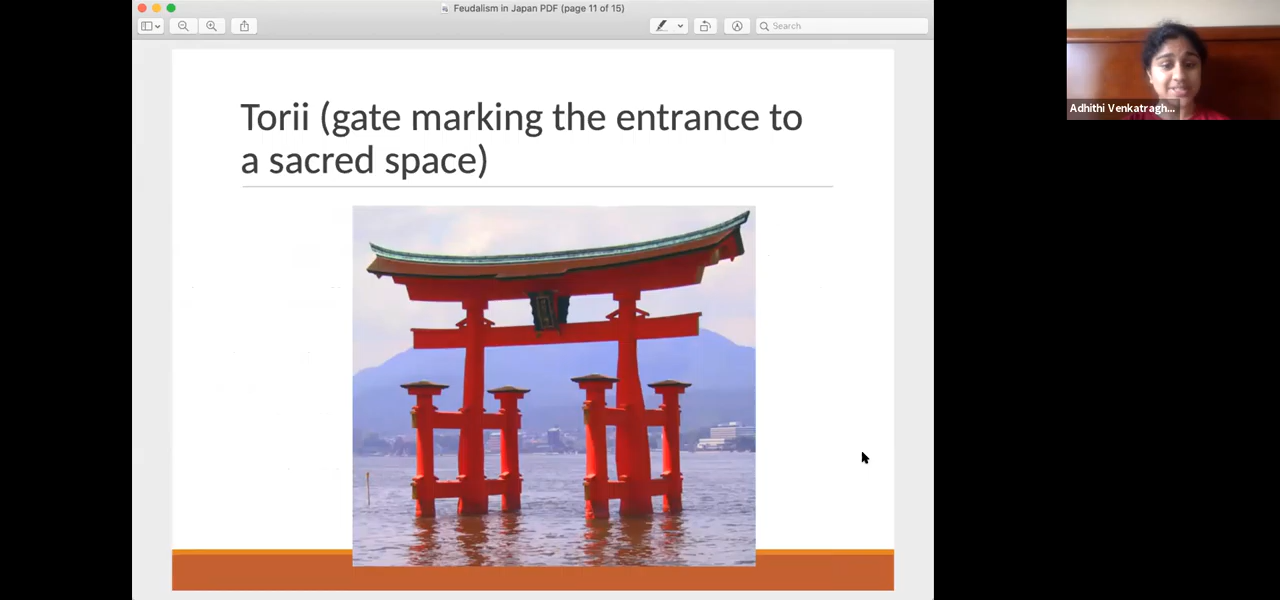 Feudalism in Japan PDF (page 11 of 15)
Search
Torii (gate marking the entrance to
a sacred space)
Adhithi Venkatragh...